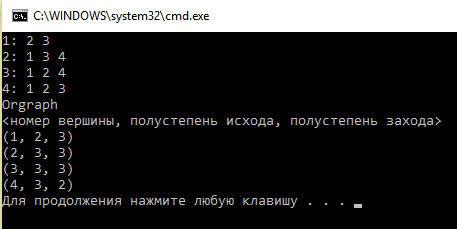 C:\WINDOWS\system32\cmd.exe
1: 2 3
2: 1 3 4
3: 1 2 4
4: 1 2 3
Orgraph
<номер вершины, полустепень исхода, полустепень захода>
(1, 2, 3)
(2, 3, 3)
(3, 3, 3)
(4, 3, 2)
Для продолжения нажмите любую клавишу . . .